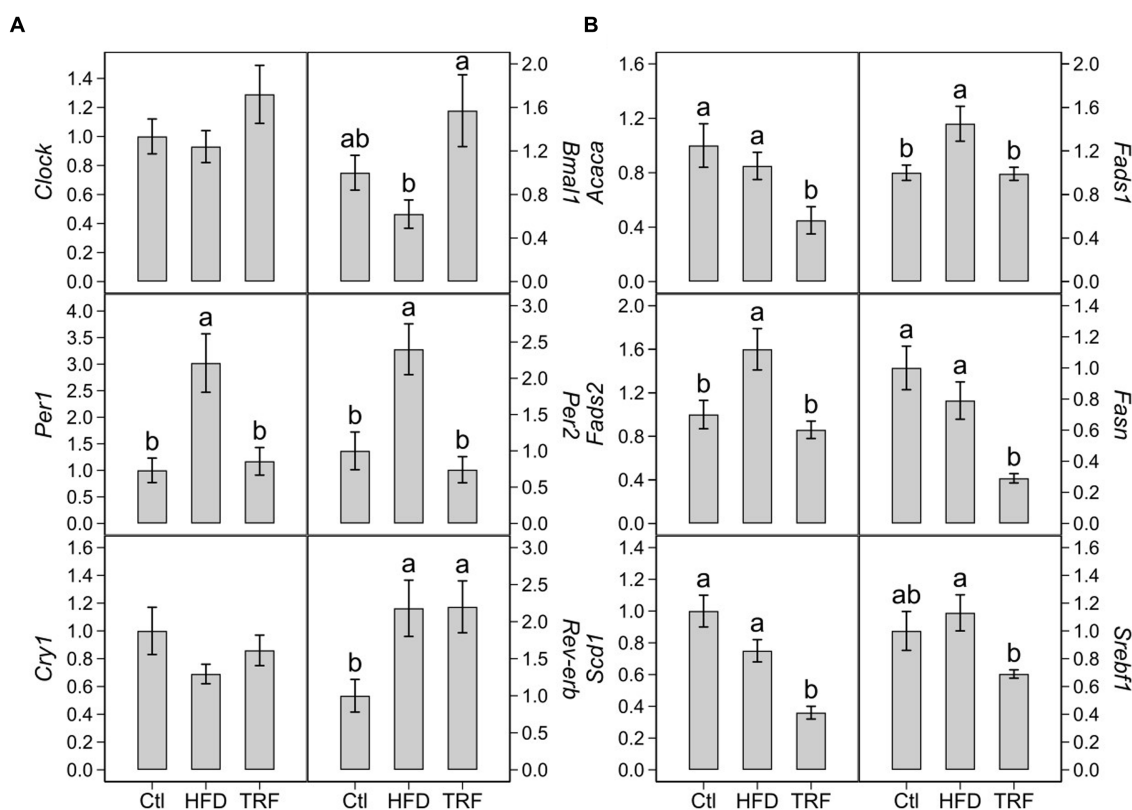 A
B
Clock
1.4
1.2
1.0
0.8
0.6
0.4
0.2
0.0
ab
b
a
2.0
1.6
1.2
0.8
0.4
0.0
Bmal1
Per1
4.0
3.5
3.0
2.5
2.0
1.5
1.0
0.5
0.0
b
a
b
b
a
b
3.0
2.5
2.0
1.5
1.0
0.5
0.0
Per2
Cry1
1.6
1.4
1.2
1.0
0.8
0.6
0.4
0.2
0.0
b
a
a
3.0
2.5
2.0
1.5
1.0
0.5
0.0
Rev-erb
Ctl HFD TRF Ctl HFD TRF
Acaca
1.6
1.2
0.8
0.4
0.0
a
a
b
b
a
b
2.0
1.6
1.2
0.8
0.4
0.0
Fads1
Fads2
2.0
1.6
1.2
0.8
0.4
0.0
b
a
b
a
a
b
1.4
1.2
1.0
0.8
0.6
0.4
0.2
0.0
Fasn
Scd1
1.4
1.2
1.0
0.8
0.6
0.4
0.2
0.0
a
a
b
ab
a
b
1.6
1.4
1.2
1.0
0.8
0.6
0.4
0.2
0.0
Srebf1
Ctl HFD TRF Ctl HFD TRF